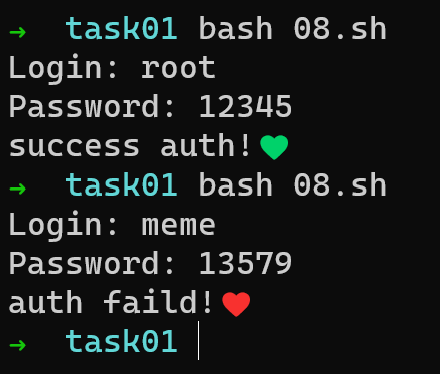 → task01 bash 08.sh
Login: root
Password: 12345
success auth!💚
→ task01 bash 08.sh
Login: meme
Password: 13579
auth faild!❤️
→ task01